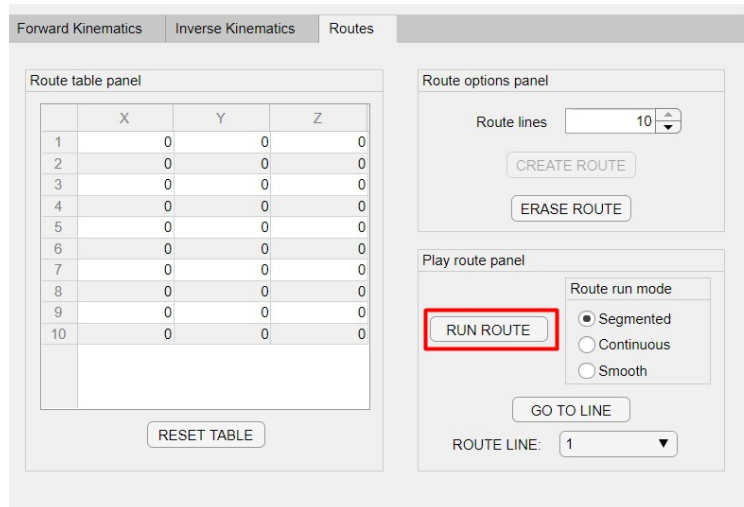 Forward Kinematics Inverse Kinematics Routes
Route table panel
X Y Z
1 0 0 0
2 0 0 0
3 0 0 0
4 0 0 0
5 0 0 0
6 0 0 0
7 0 0 0
8 0 0 0
9 0 0 0
10 0 0 0
RESET TABLE
Route options panel
Route lines 10
CREATE ROUTE
ERASE ROUTE
Play route panel
RUN ROUTE
Route run mode
Segmented
Continuous
Smooth
GO TO LINE
ROUTE LINE: 1